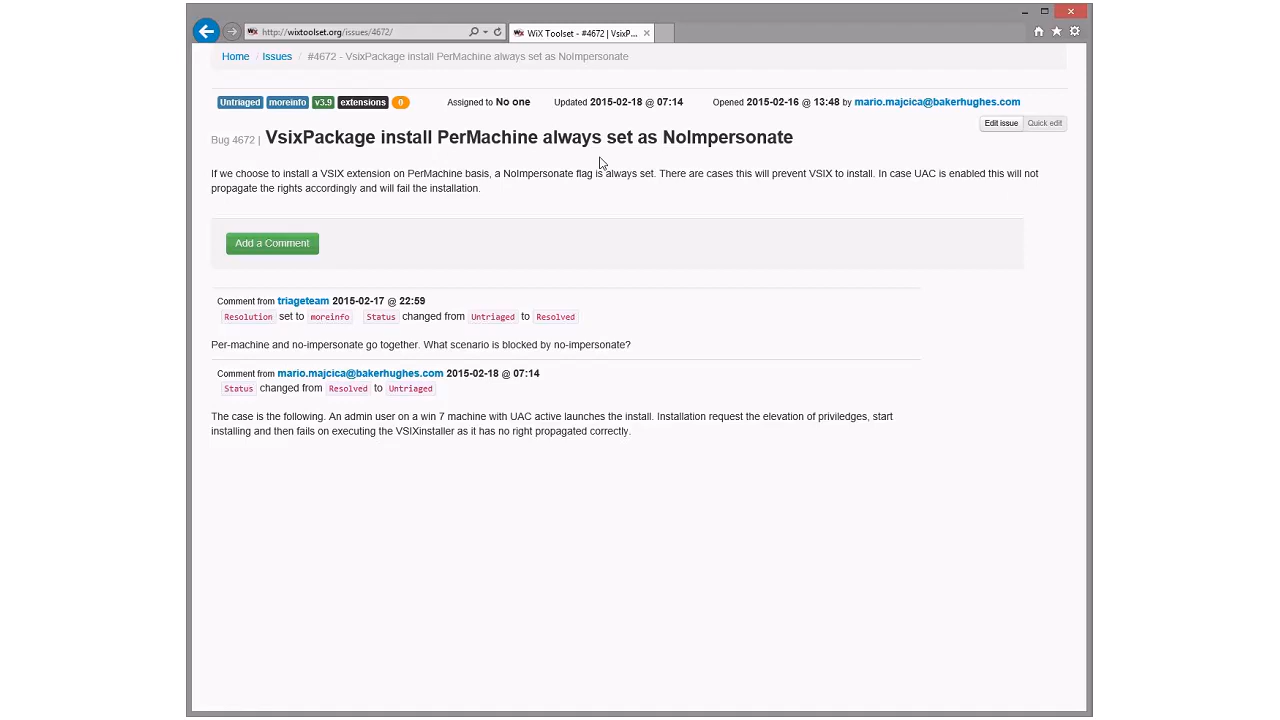 http://wixtoolset.org/issues/4672/
WiX Toolset - #4672 | VsixP...
Home / Issues / #4672 - VsixPackage install PerMachine always set as NoImpersonate
Untriaged moreinfo v3.9 extensions 0 Assigned to No one Updated 2015-02-18 @ 07:14 Opened 2015-02-16 @ 13:48 by mario.majcica@bakerhughes.com
Edit issue Quick edit
Bug 4672 | VsixPackage install PerMachine always set as NoImpersonate
If we choose to install a VSIX extension on PerMachine basis, a NoImpersonate flag is always set. There are cases this will prevent VSIX to install. In case UAC is enabled this will not
propagate the rights accordingly and will fail the installation.
Add a Comment
Comment from triageteam 2015-02-17 @ 22:59
Resolution set to moreinfo Status changed from Untriaged to Resolved
Per-machine and no-impersonate go together. What scenario is blocked by no-impersonate?
Comment from mario.majcica@bakerhughes.com 2015-02-18 @ 07:14
Status changed from Resolved to Untriaged
The case is the following. An admin user on a win 7 machine with UAC active launches the install. Installation request the elevation of priviledges, start
installing and then fails on executing the VSIXinstaller as it has no right propagated correctly.